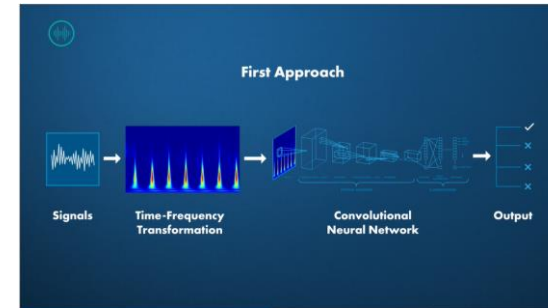 First Approach
Signals
Time-Frequency
Transformation
Convolutional
Neural Network
Output